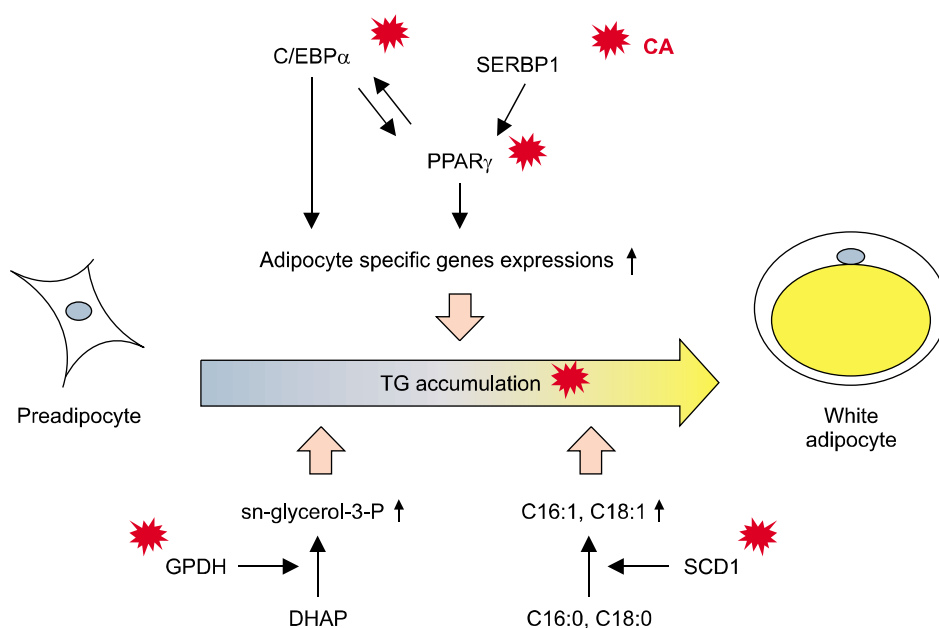 C/EBPα
SERBP1
CA
PPARγ
Adipocyte specific genes expressions
TG accumulation
Preadipocyte
White
adipocyte
sn-glycerol-3-P
C16:1, C18:1
GPDH
SCD1
DHAP
C16:0, C18:0